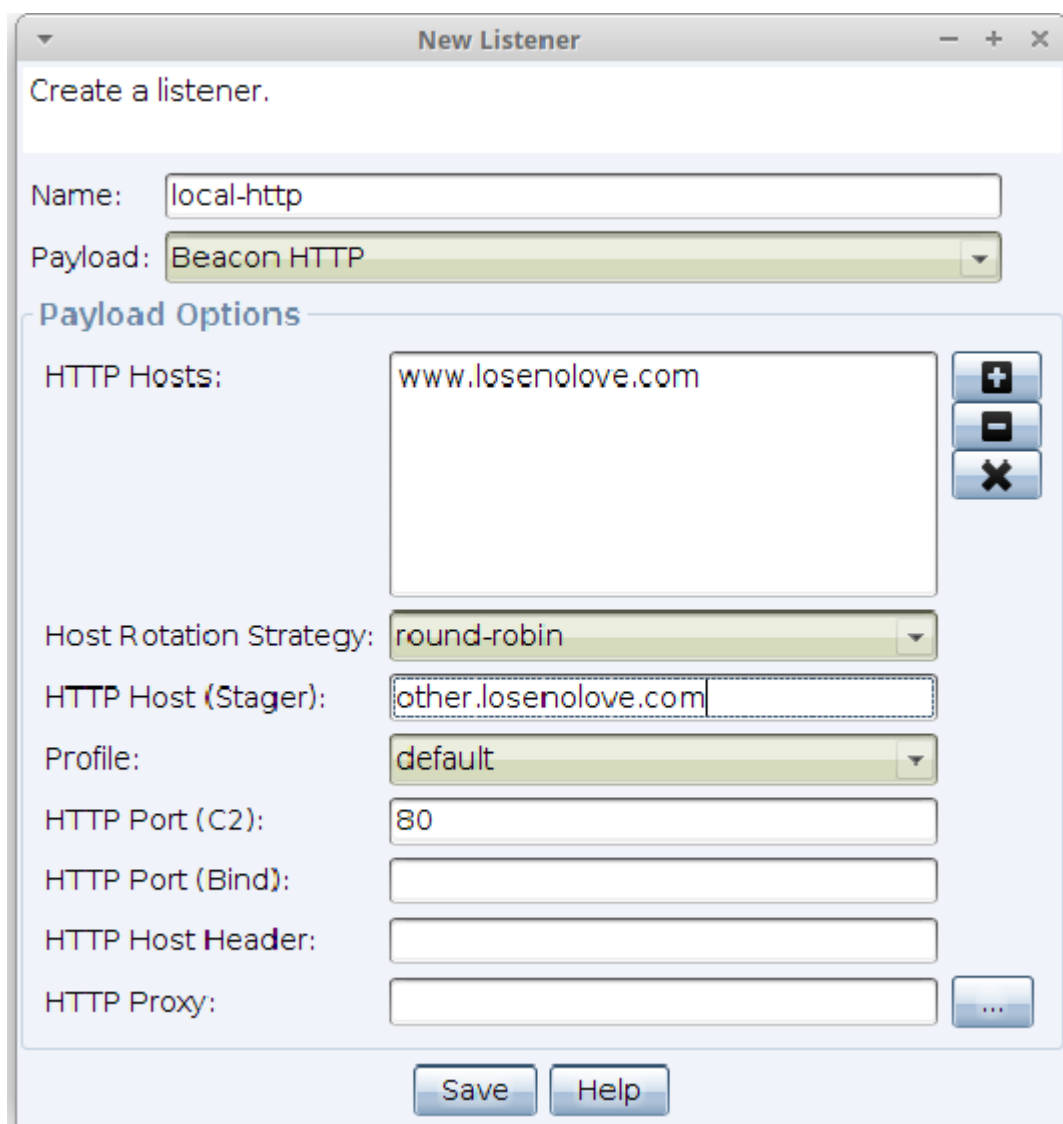 New Listener
Create a listener.
Name: local-http
Payload: Beacon HTTP
Payload Options
HTTP Hosts: www.losenolove.com
Host Rotation Strategy: round-robin
HTTP Host (Stager): other.losenolove.com
Profile: default
HTTP Port (C2): 80
HTTP Port (Bind):
HTTP Host Header:
HTTP Proxy: ...
Save Help